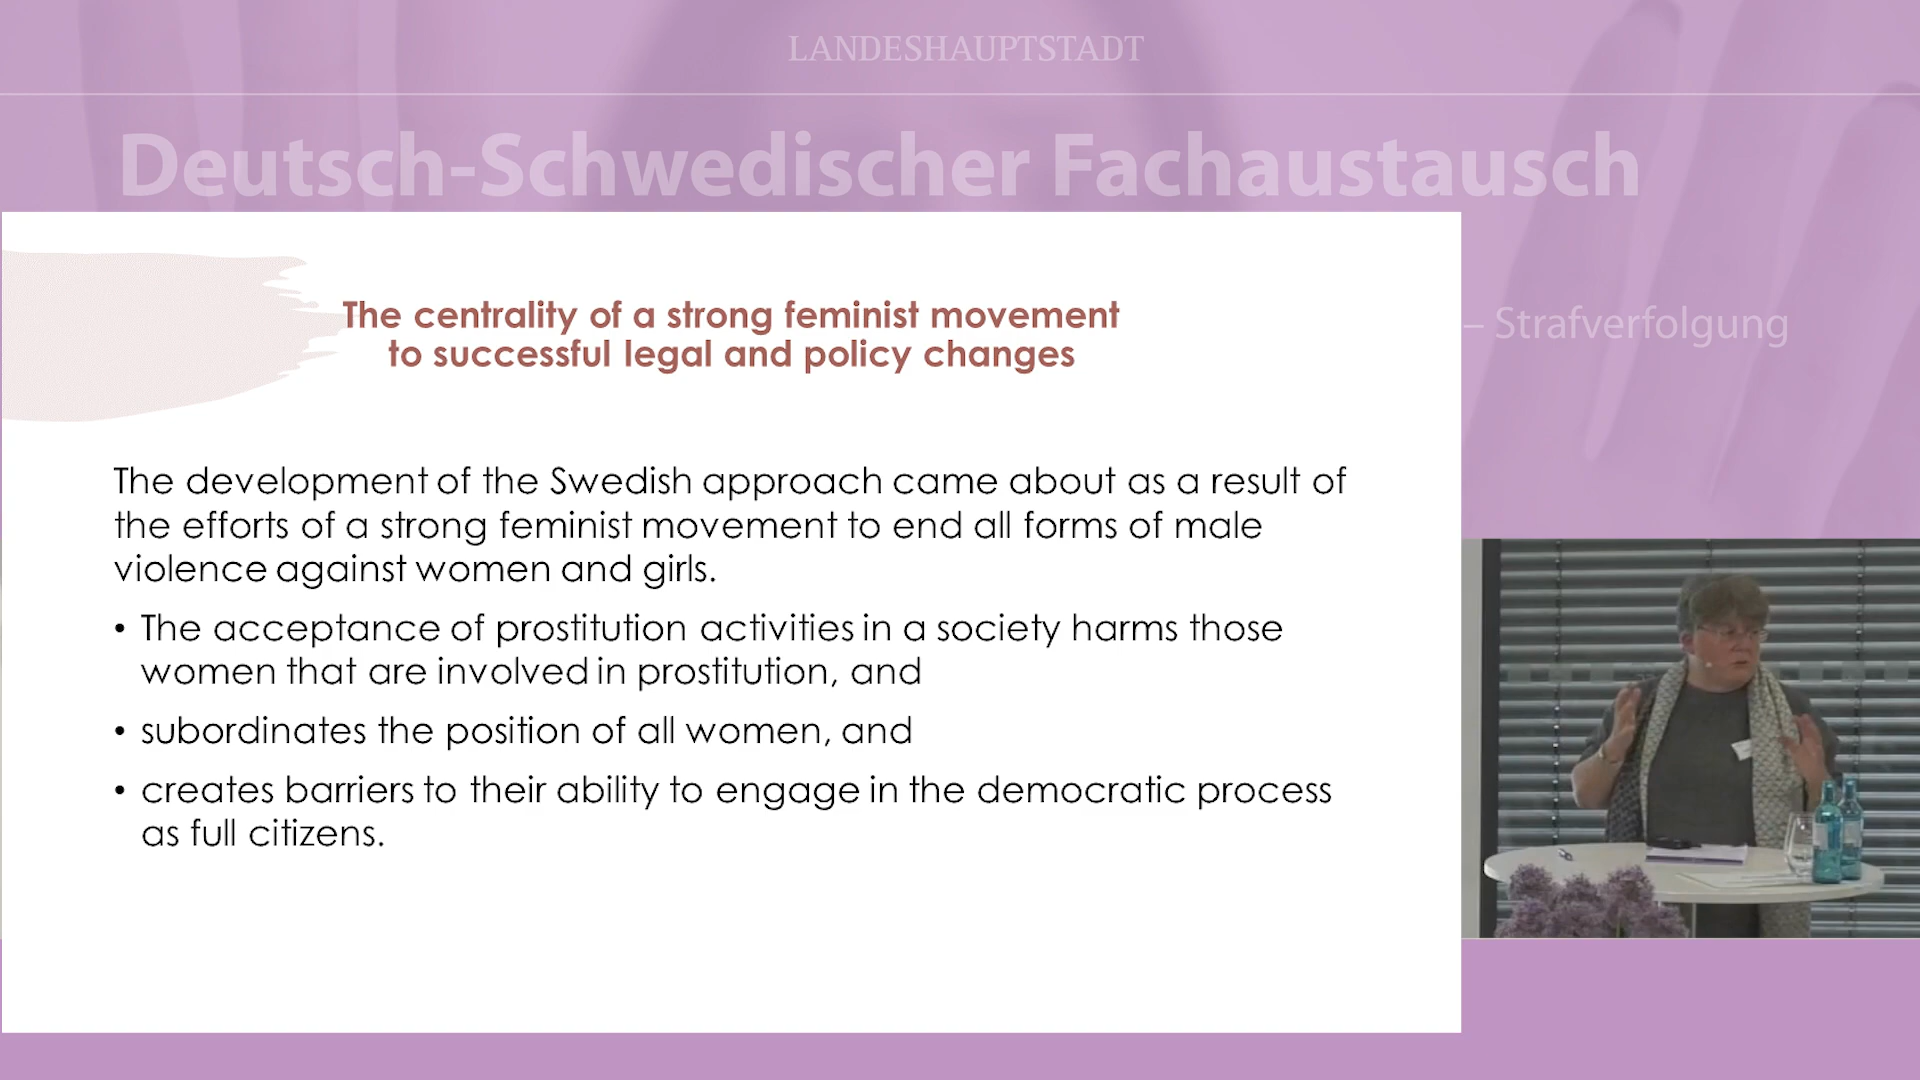 LANDESHAUPTSTADT
Deutsch-Schwedischer Fachaustausch
– Strafverfolgung
The centrality of a strong feminist movement
to successful legal and policy changes
The development of the Swedish approach came about as a result of
the efforts of a strong feminist movement to end all forms of male
violence against women and girls.
• The acceptance of prostitution activities in a society harms those
women that are involved in prostitution, and
• subordinates the position of all women, and
• creates barriers to their ability to engage in the democratic process
as full citizens.